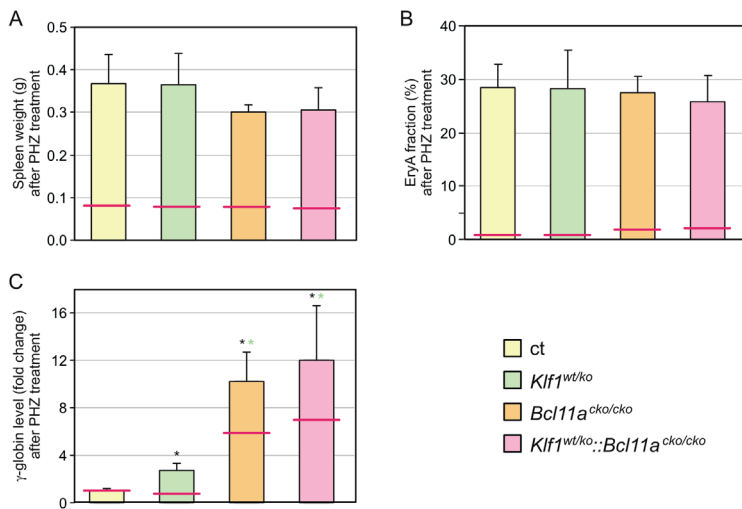 A
Spleen weight (g)
after PHZ treatment
0.5
0.4
0.3
0.2
0.1
0.0
B
EryA fraction (%)
after PHZ treatment
40
30
20
10
0
C
γ-globin level (fold change)
after PHZ treatment
16
12
8
4
0
*
* *
* *
ct
Klf1wt/ko
Bcl11acko/cko
Klf1wt/ko::Bcl11acko/cko